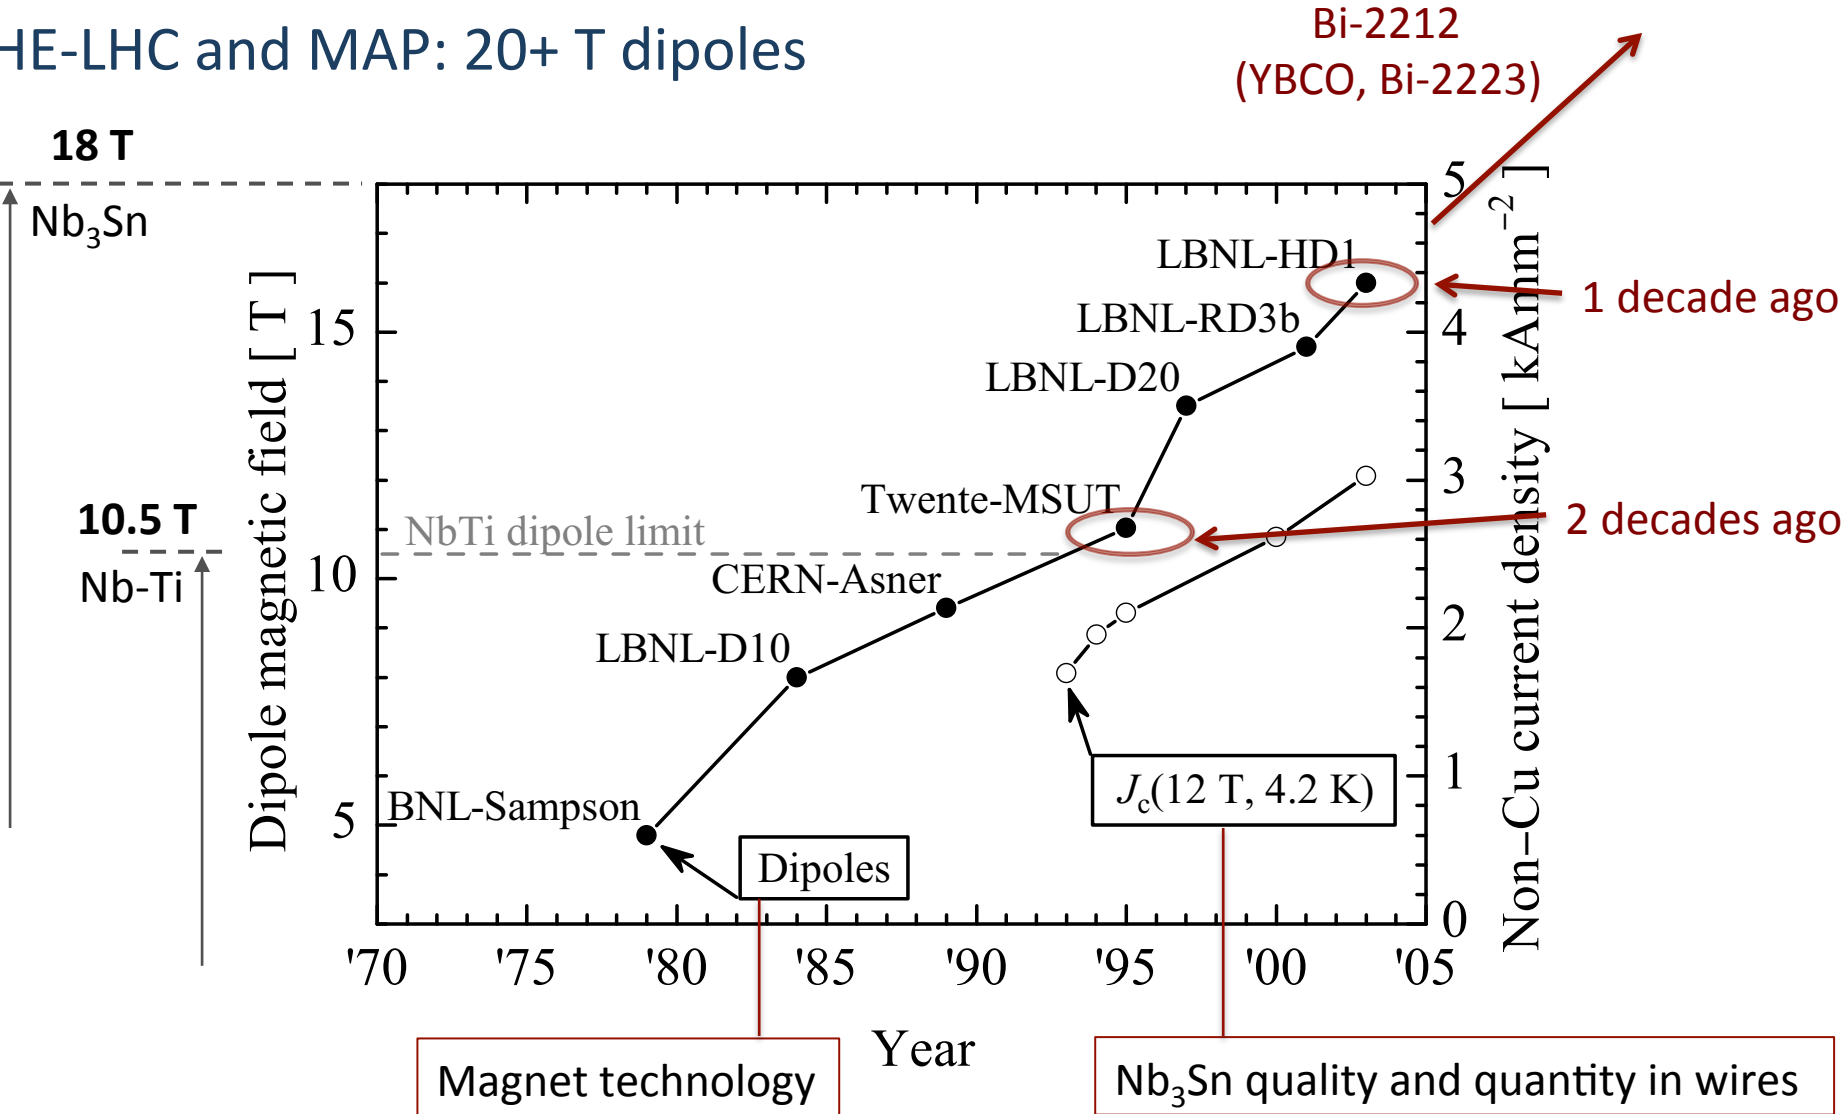 HE-LHC and MAP: 20+ T dipoles
Bi-2212
(YBCO, Bi-2223)
18 T
Nb₃Sn
10.5 T
Nb-Ti
Dipole magnetic field [ T ]
15
10
5
5
4
3
2
1
0
Non–Cu current density [ kAmm⁻² ]
LBNL-HD1
LBNL-RD3b
LBNL-D20
Twente-MSUT
NbTi dipole limit
CERN-Asner
LBNL-D10
BNL-Sampson
Dipoles
Jc(12 T, 4.2 K)
1 decade ago
2 decades ago
'70 '75 '80 '85 '90 '95 '00 '05
Year
Magnet technology
Nb₃Sn quality and quantity in wires